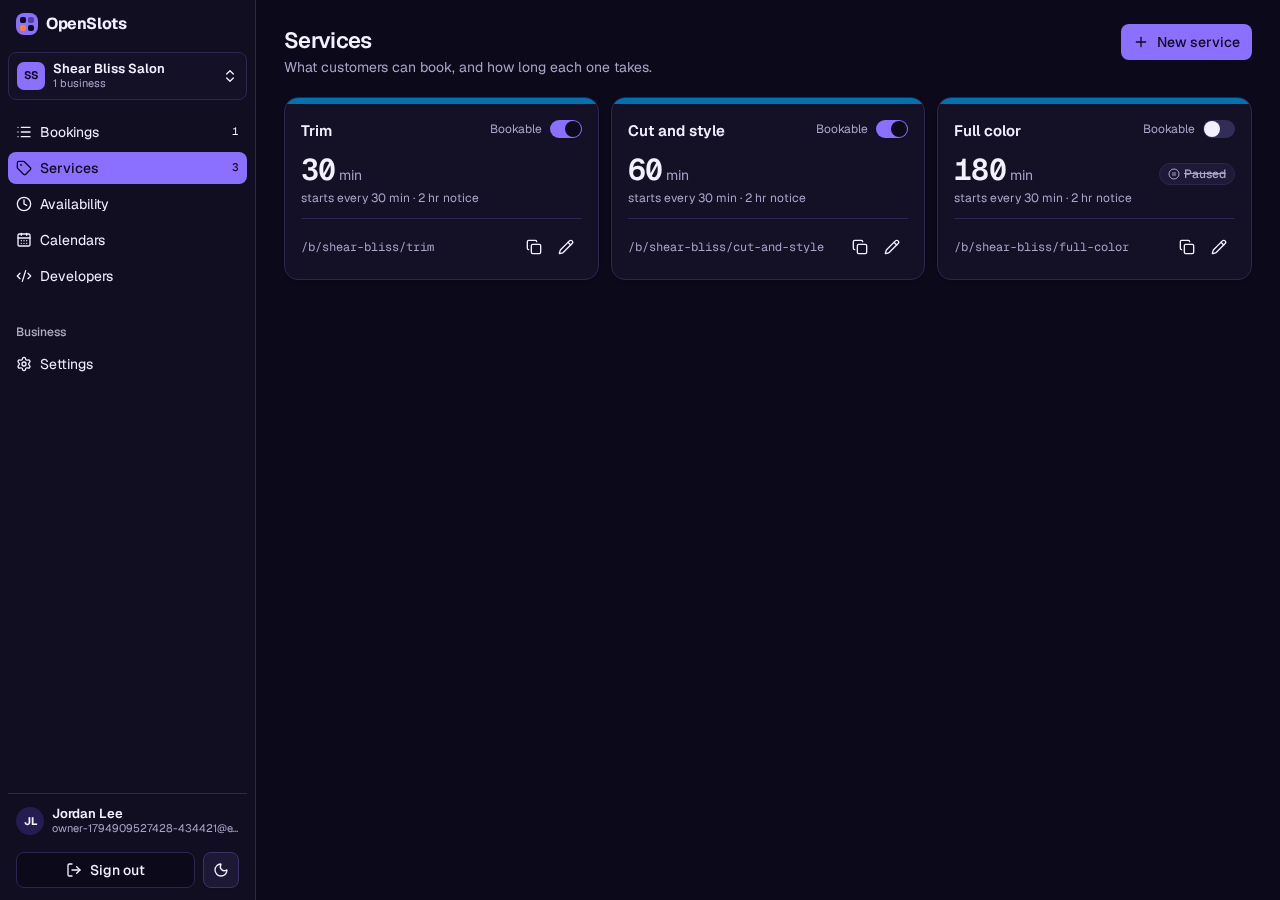 OpenSlots
SS
Shear Bliss Salon
1 business
Bookings 1
Services 3
Availability
Calendars
Developers
Business
Settings
JL
Jordan Lee
owner-1794909527428-434421@e…
Sign out
Services
What customers can book, and how long each one takes.
New service
Trim
Bookable
30 min
starts every 30 min · 2 hr notice
/b/shear-bliss/trim
Cut and style
Bookable
60 min
starts every 30 min · 2 hr notice
/b/shear-bliss/cut-and-style
Full color
Bookable
180 min
Paused
starts every 30 min · 2 hr notice
/b/shear-bliss/full-color